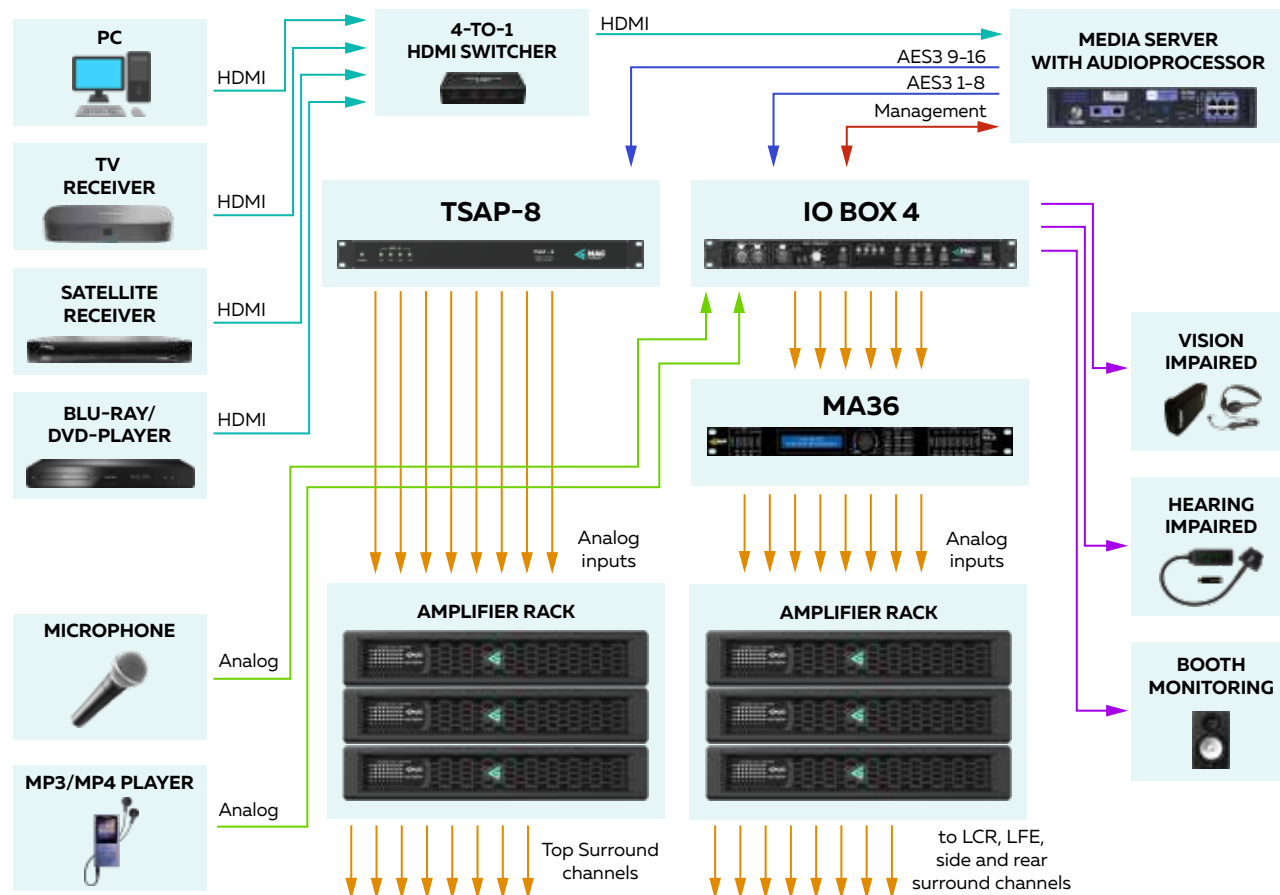 PC
HDMI
4-TO-1
HDMI SWITCHER
HDMI
MEDIA SERVER
WITH AUDIOPROCESSOR
AES3 9-16
AES3 1-8
Management
TV
RECEIVER
HDMI
TSAP-8
MAG
IO BOX 4
MAG
SATELLITE
RECEIVER
HDMI
BLU-RAY/
DVD-PLAYER
HDMI
MA36
VISION
IMPAIRED
HEARING
IMPAIRED
BOOTH
MONITORING
Analog
inputs
Analog
inputs
MICROPHONE
Analog
AMPLIFIER RACK
AMPLIFIER RACK
MP3/MP4 PLAYER
Analog
Top Surround
channels
to LCR, LFE,
side and rear
surround channels